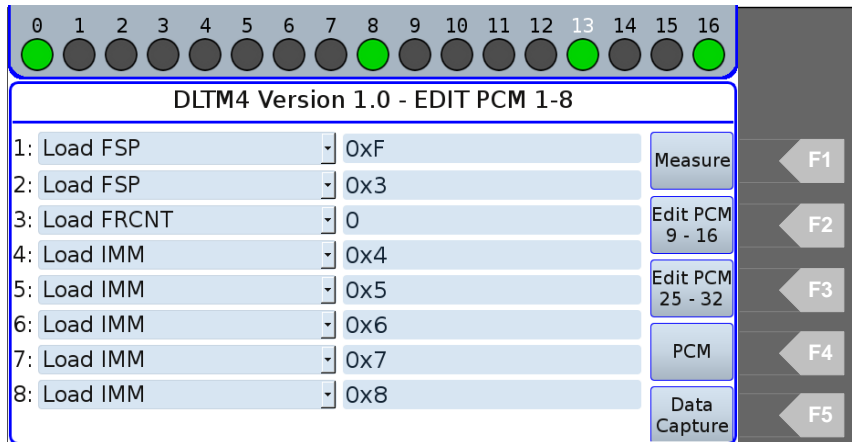 0 1 2 3 4 5 6 7 8 9 10 11 12 13 14 15 16
DLTM4 Version 1.0 - EDIT PCM 1-8
1: Load FSP 0xF
2: Load FSP 0x3
3: Load FRCNT 0
4: Load IMM 0x4
5: Load IMM 0x5
6: Load IMM 0x6
7: Load IMM 0x7
8: Load IMM 0x8
Measure
Edit PCM
9 - 16
Edit PCM
25 - 32
PCM
Data
Capture
F1
F2
F3
F4
F5